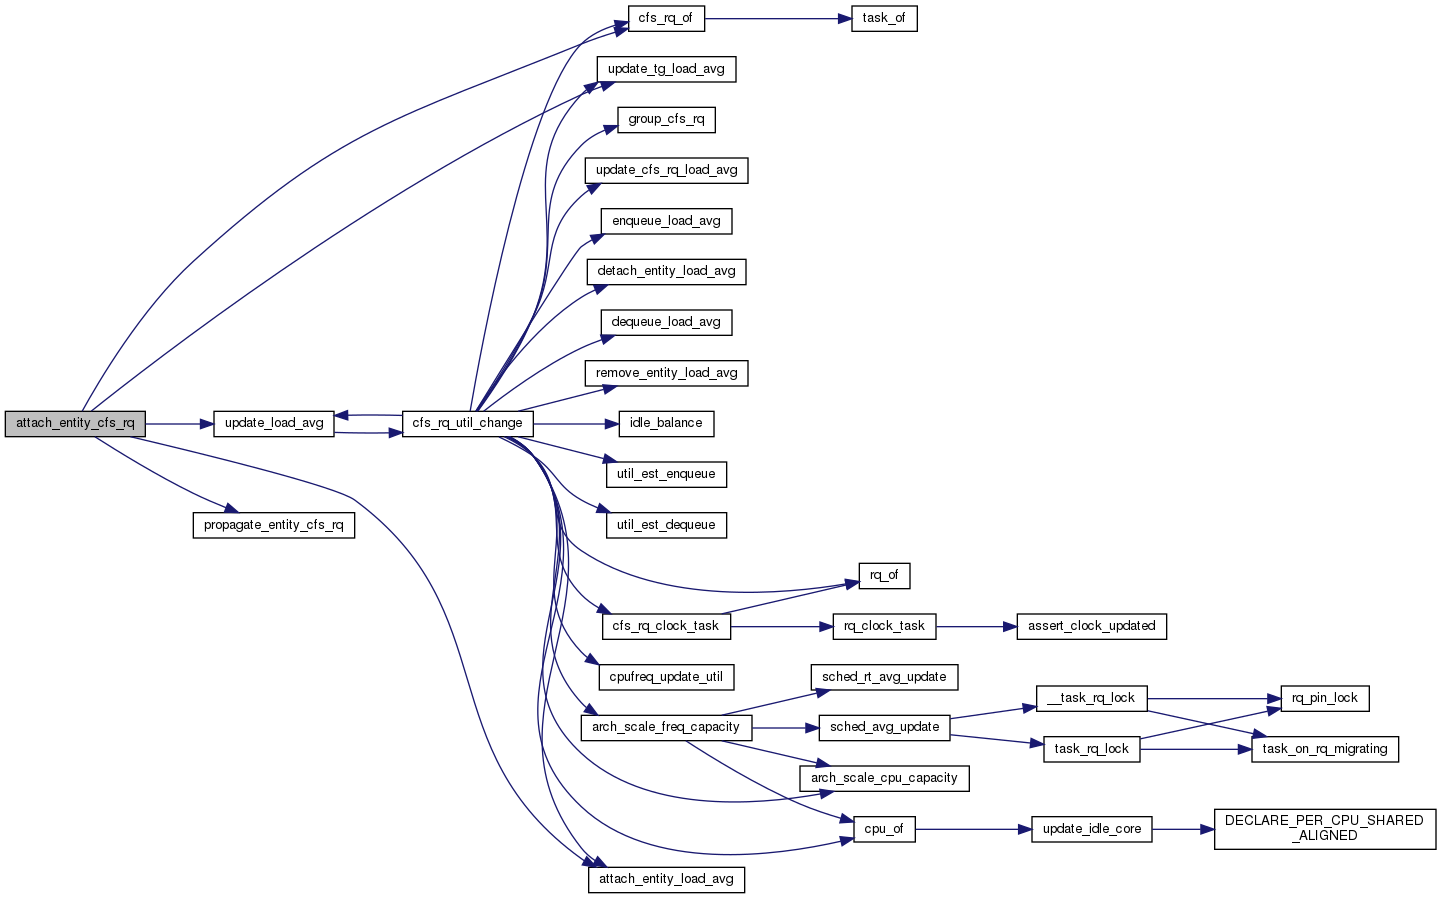 cfs_rq_of
task_of
update_tg_load_avg
group_cfs_rq
update_cfs_rq_load_avg
enqueue_load_avg
detach_entity_load_avg
dequeue_load_avg
remove_entity_load_avg
attach_entity_cfs_rq
update_load_avg
cfs_rq_util_change
idle_balance
util_est_enqueue
propagate_entity_cfs_rq
util_est_dequeue
rq_of
cfs_rq_clock_task
rq_clock_task
assert_clock_updated
cpufreq_update_util
sched_rt_avg_update
__task_rq_lock
rq_pin_lock
arch_scale_freq_capacity
sched_avg_update
task_rq_lock
task_on_rq_migrating
arch_scale_cpu_capacity
cpu_of
update_idle_core
DECLARE_PER_CPU_SHARED
_ALIGNED
attach_entity_load_avg